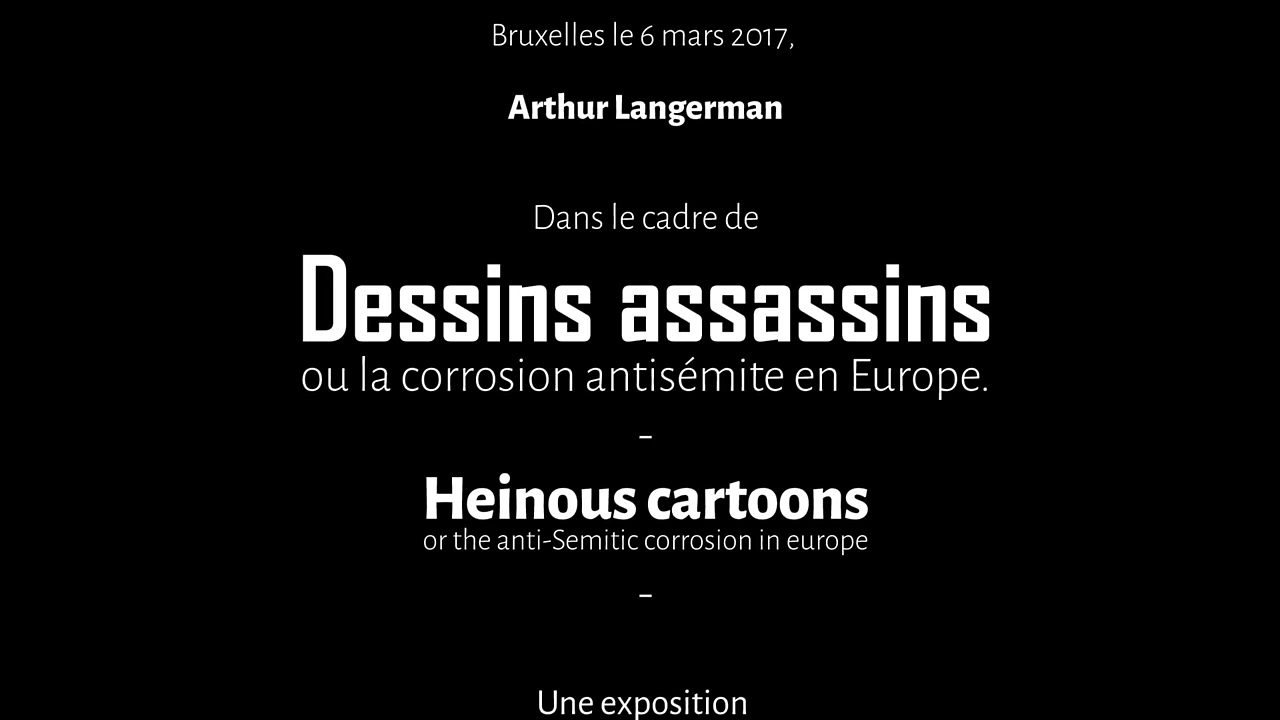 Bruxelles le 6 mars 2017,
Arthur Langerman
Dans le cadre de
Dessins assassins
ou la corrosion antisémite en Europe.
-
Heinous cartoons
or the anti-Semitic corrosion in europe
-
Une exposition